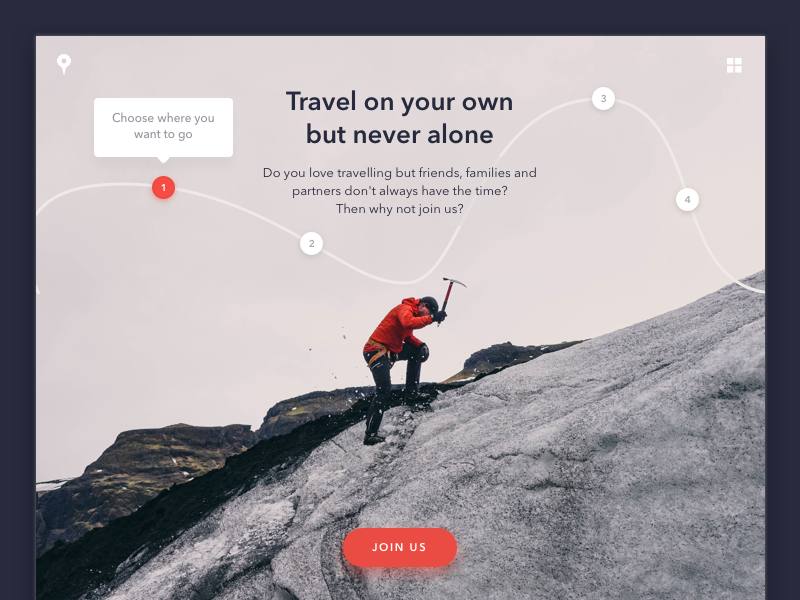 Choose where you
want to go
1
2
3
4
Travel on your own
but never alone
Do you love travelling but friends, families and
partners don't always have the time?
Then why not join us?
JOIN US